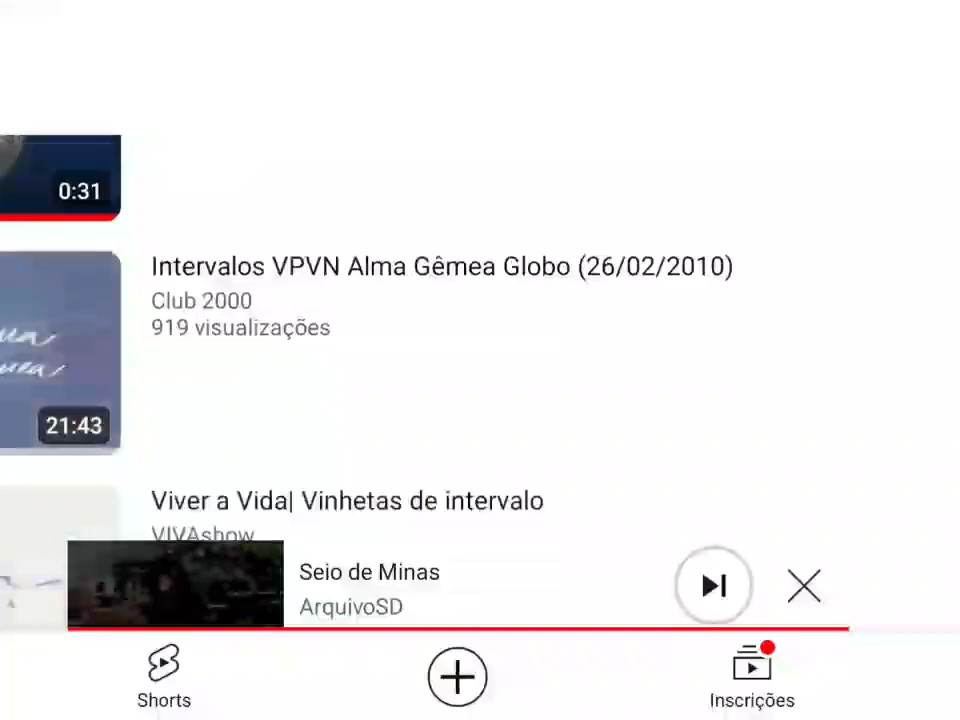 0:31
Intervalos VPVN Alma Gêmea Globo (26/02/2010)
Club 2000
919 visualizações
21:43
Viver a Vida| Vinhetas de intervalo
VIVAshow
Seio de Minas
ArquivoSD
Shorts
Inscrições